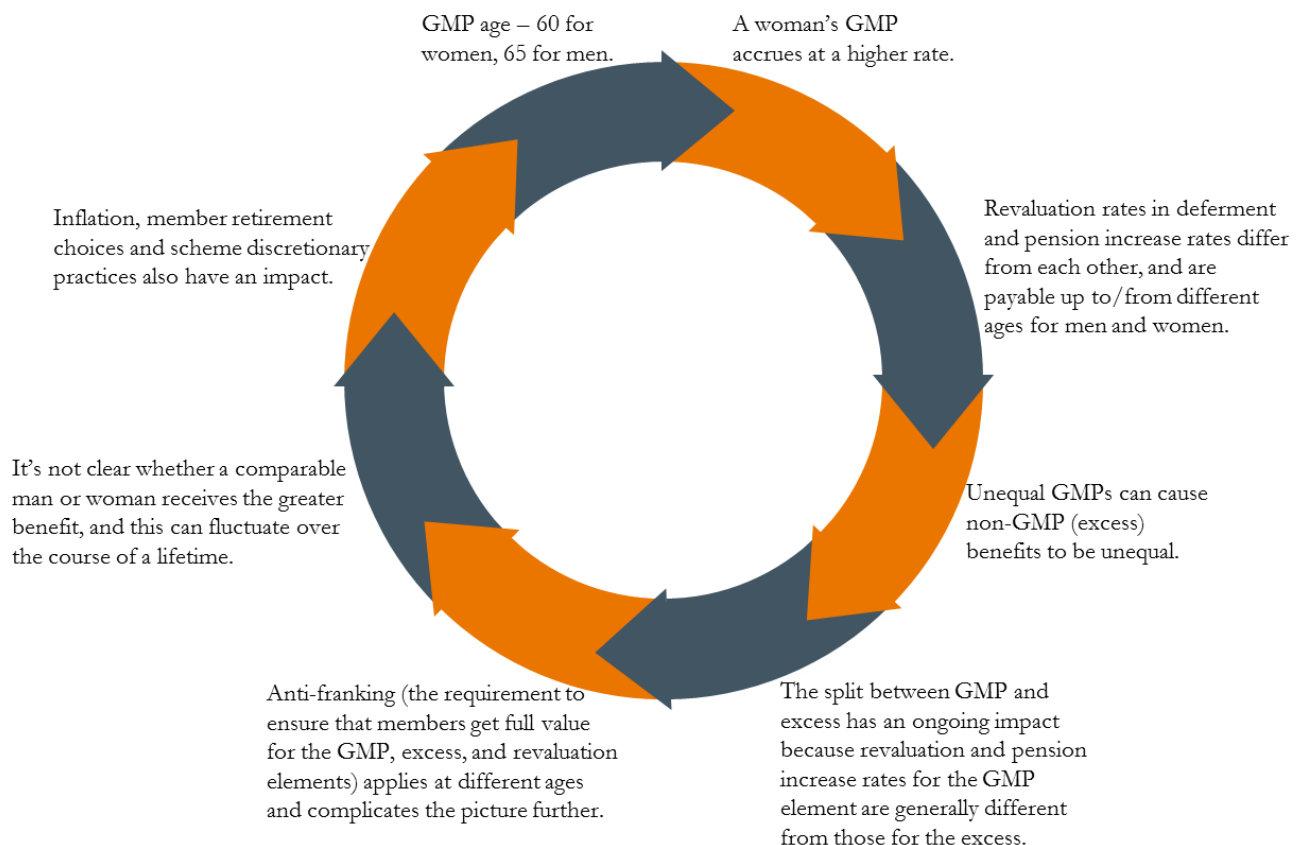 GMP age – 60 for
women, 65 for men.
A woman's GMP
accrues at a higher rate.
Revaluation rates in deferment
and pension increase rates differ
from each other, and are
payable up to/from different
ages for men and women.
Unequal GMPs can cause
non-GMP (excess)
benefits to be unequal.
The split between GMP and
excess has an ongoing impact
because revaluation and pension
increase rates for the GMP
element are generally different
from those for the excess.
Anti-franking (the requirement to
ensure that members get full value
for the GMP, excess, and revaluation
elements) applies at different ages
and complicates the picture further.
It's not clear whether a comparable
man or woman receives the greater
benefit, and this can fluctuate over
the course of a lifetime.
Inflation, member retirement
choices and scheme discretionary
practices also have an impact.